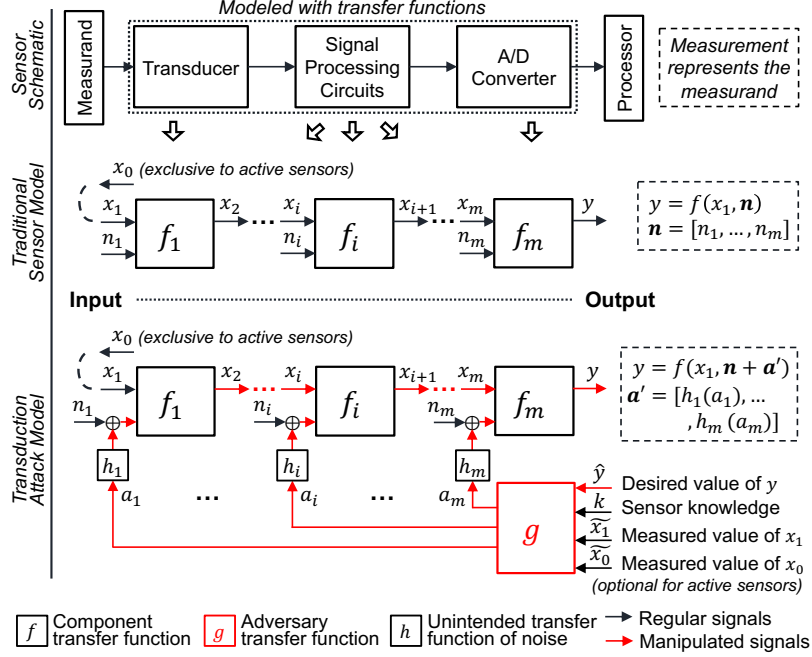 Modeled with transfer functions
Sensor
Schematic
Measurand
Transducer
Signal
Processing
Circuits
A/D
Converter
Processor
Measurement
represents the
measurand
Traditional
Sensor Model
x₀ (exclusive to active sensors)
x₁ n₁ f₁ x₂ ... xᵢ nᵢ fᵢ xᵢ₊₁ ... xₘ nₘ fₘ y
y = f(x₁, n)
n = [n₁, ..., nₘ]
Input
Output
Transduction
Attack Model
x₀ (exclusive to active sensors)
x₁ f₁ x₂ ... xᵢ fᵢ xᵢ₊₁ ... xₘ fₘ y
n₁ nᵢ nₘ
y = f(x₁, n + a′)
a′ = [h₁(a₁), ...
, hₘ(aₘ)]
h₁ hᵢ hₘ
a₁ ... aᵢ ... aₘ
g
ŷ Desired value of y
k Sensor knowledge
x̃₁ Measured value of x₁
x̃₀ Measured value of x₀
(optional for active sensors)
f Component
transfer function
g Adversary
transfer function
h Unintended transfer
function of noise
Regular signals
Manipulated signals